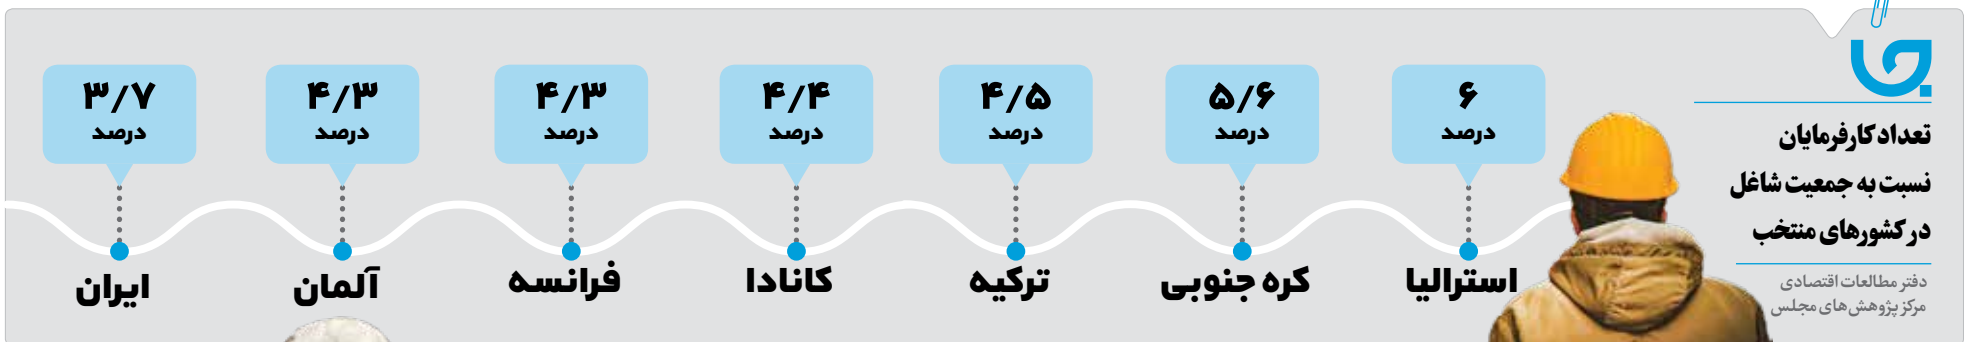 تعداد کارفرمایان
نسبت به جمعیت شاغل
در کشورهای منتخب
دفتر مطالعات اقتصادی
مرکز پژوهش‌های مجلس
۶
درصد
استرالیا
۵/۶
درصد
کره جنوبی
۴/۵
درصد
ترکیه
۴/۴
درصد
کانادا
۴/۳
درصد
فرانسه
۴/۳
درصد
آلمان
۳/۷
درصد
ایران